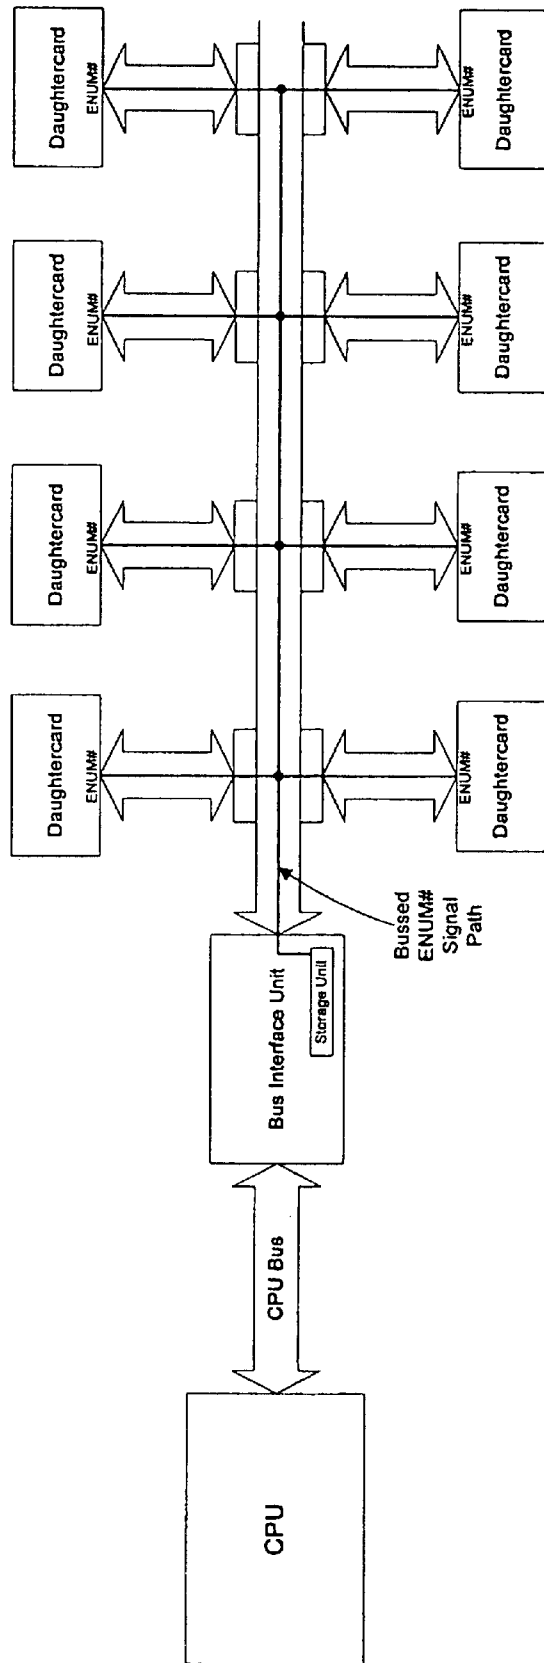 Daughtercard
ENUM#
Daughtercard
ENUM#
Daughtercard
ENUM#
Daughtercard
ENUM#
CPU
CPU Bus
Bus Interface Unit
Storage Unit
Bussed
ENUM#
Signal
Path
ENUM#
Daughtercard
ENUM#
Daughtercard
ENUM#
Daughtercard
ENUM#
Daughtercard